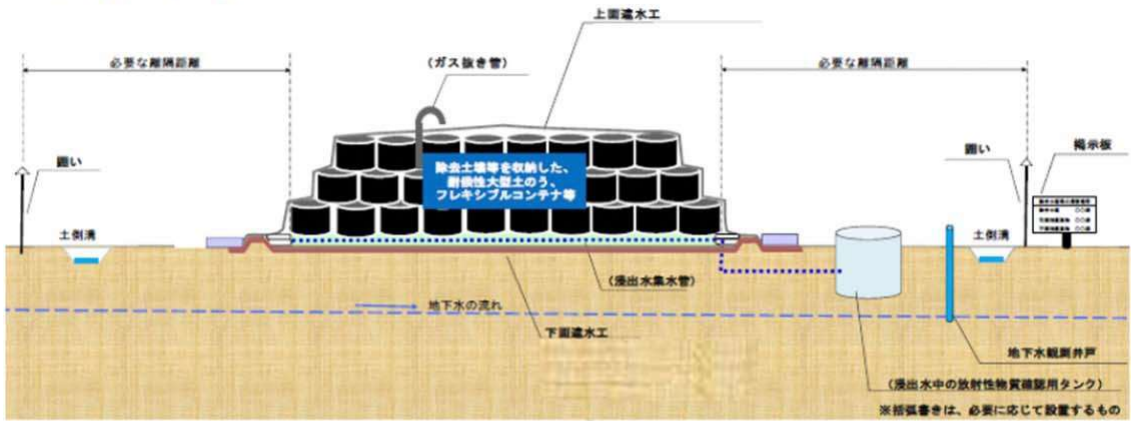 上面遮水工
必要な離隔距離
(ガス抜き管)
必要な離隔距離
囲い
除去土壌等を収納した、
耐候性大型土のう、
フレキシブルコンテナ等
囲い
掲示板
土側溝
土側溝
(浸出水集水管)
地下水の流れ
下面遮水工
地下水観測井戸
(浸出水中の放射性物質確認用タンク)
※括弧書きは、必要に応じて設置するもの